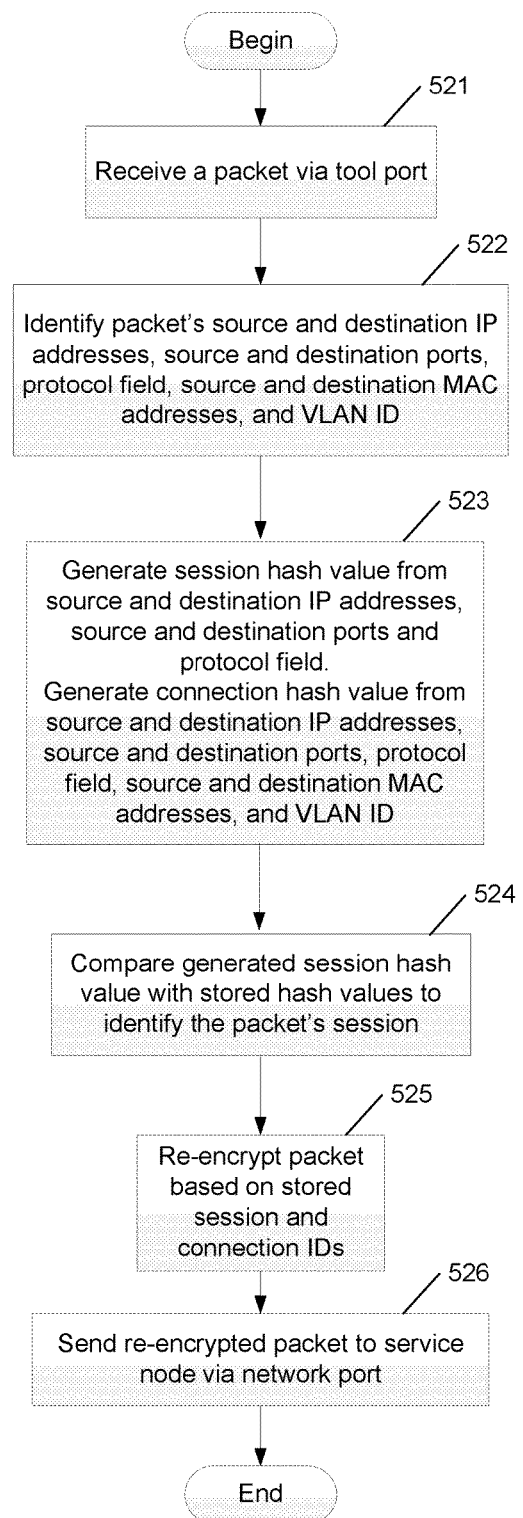 Begin
521
Receive a packet via tool port
522
Identify packet's source and destination IP
addresses, source and destination ports,
protocol field, source and destination MAC
addresses, and VLAN ID
523
Generate session hash value from
source and destination IP addresses,
source and destination ports and
protocol field.
Generate connection hash value from
source and destination IP addresses,
source and destination ports, protocol
field, source and destination MAC
addresses, and VLAN ID
524
Compare generated session hash
value with stored hash values to
identify the packet's session
525
Re-encrypt packet
based on stored
session and
connection IDs
526
Send re-encrypted packet to service
node via network port
End